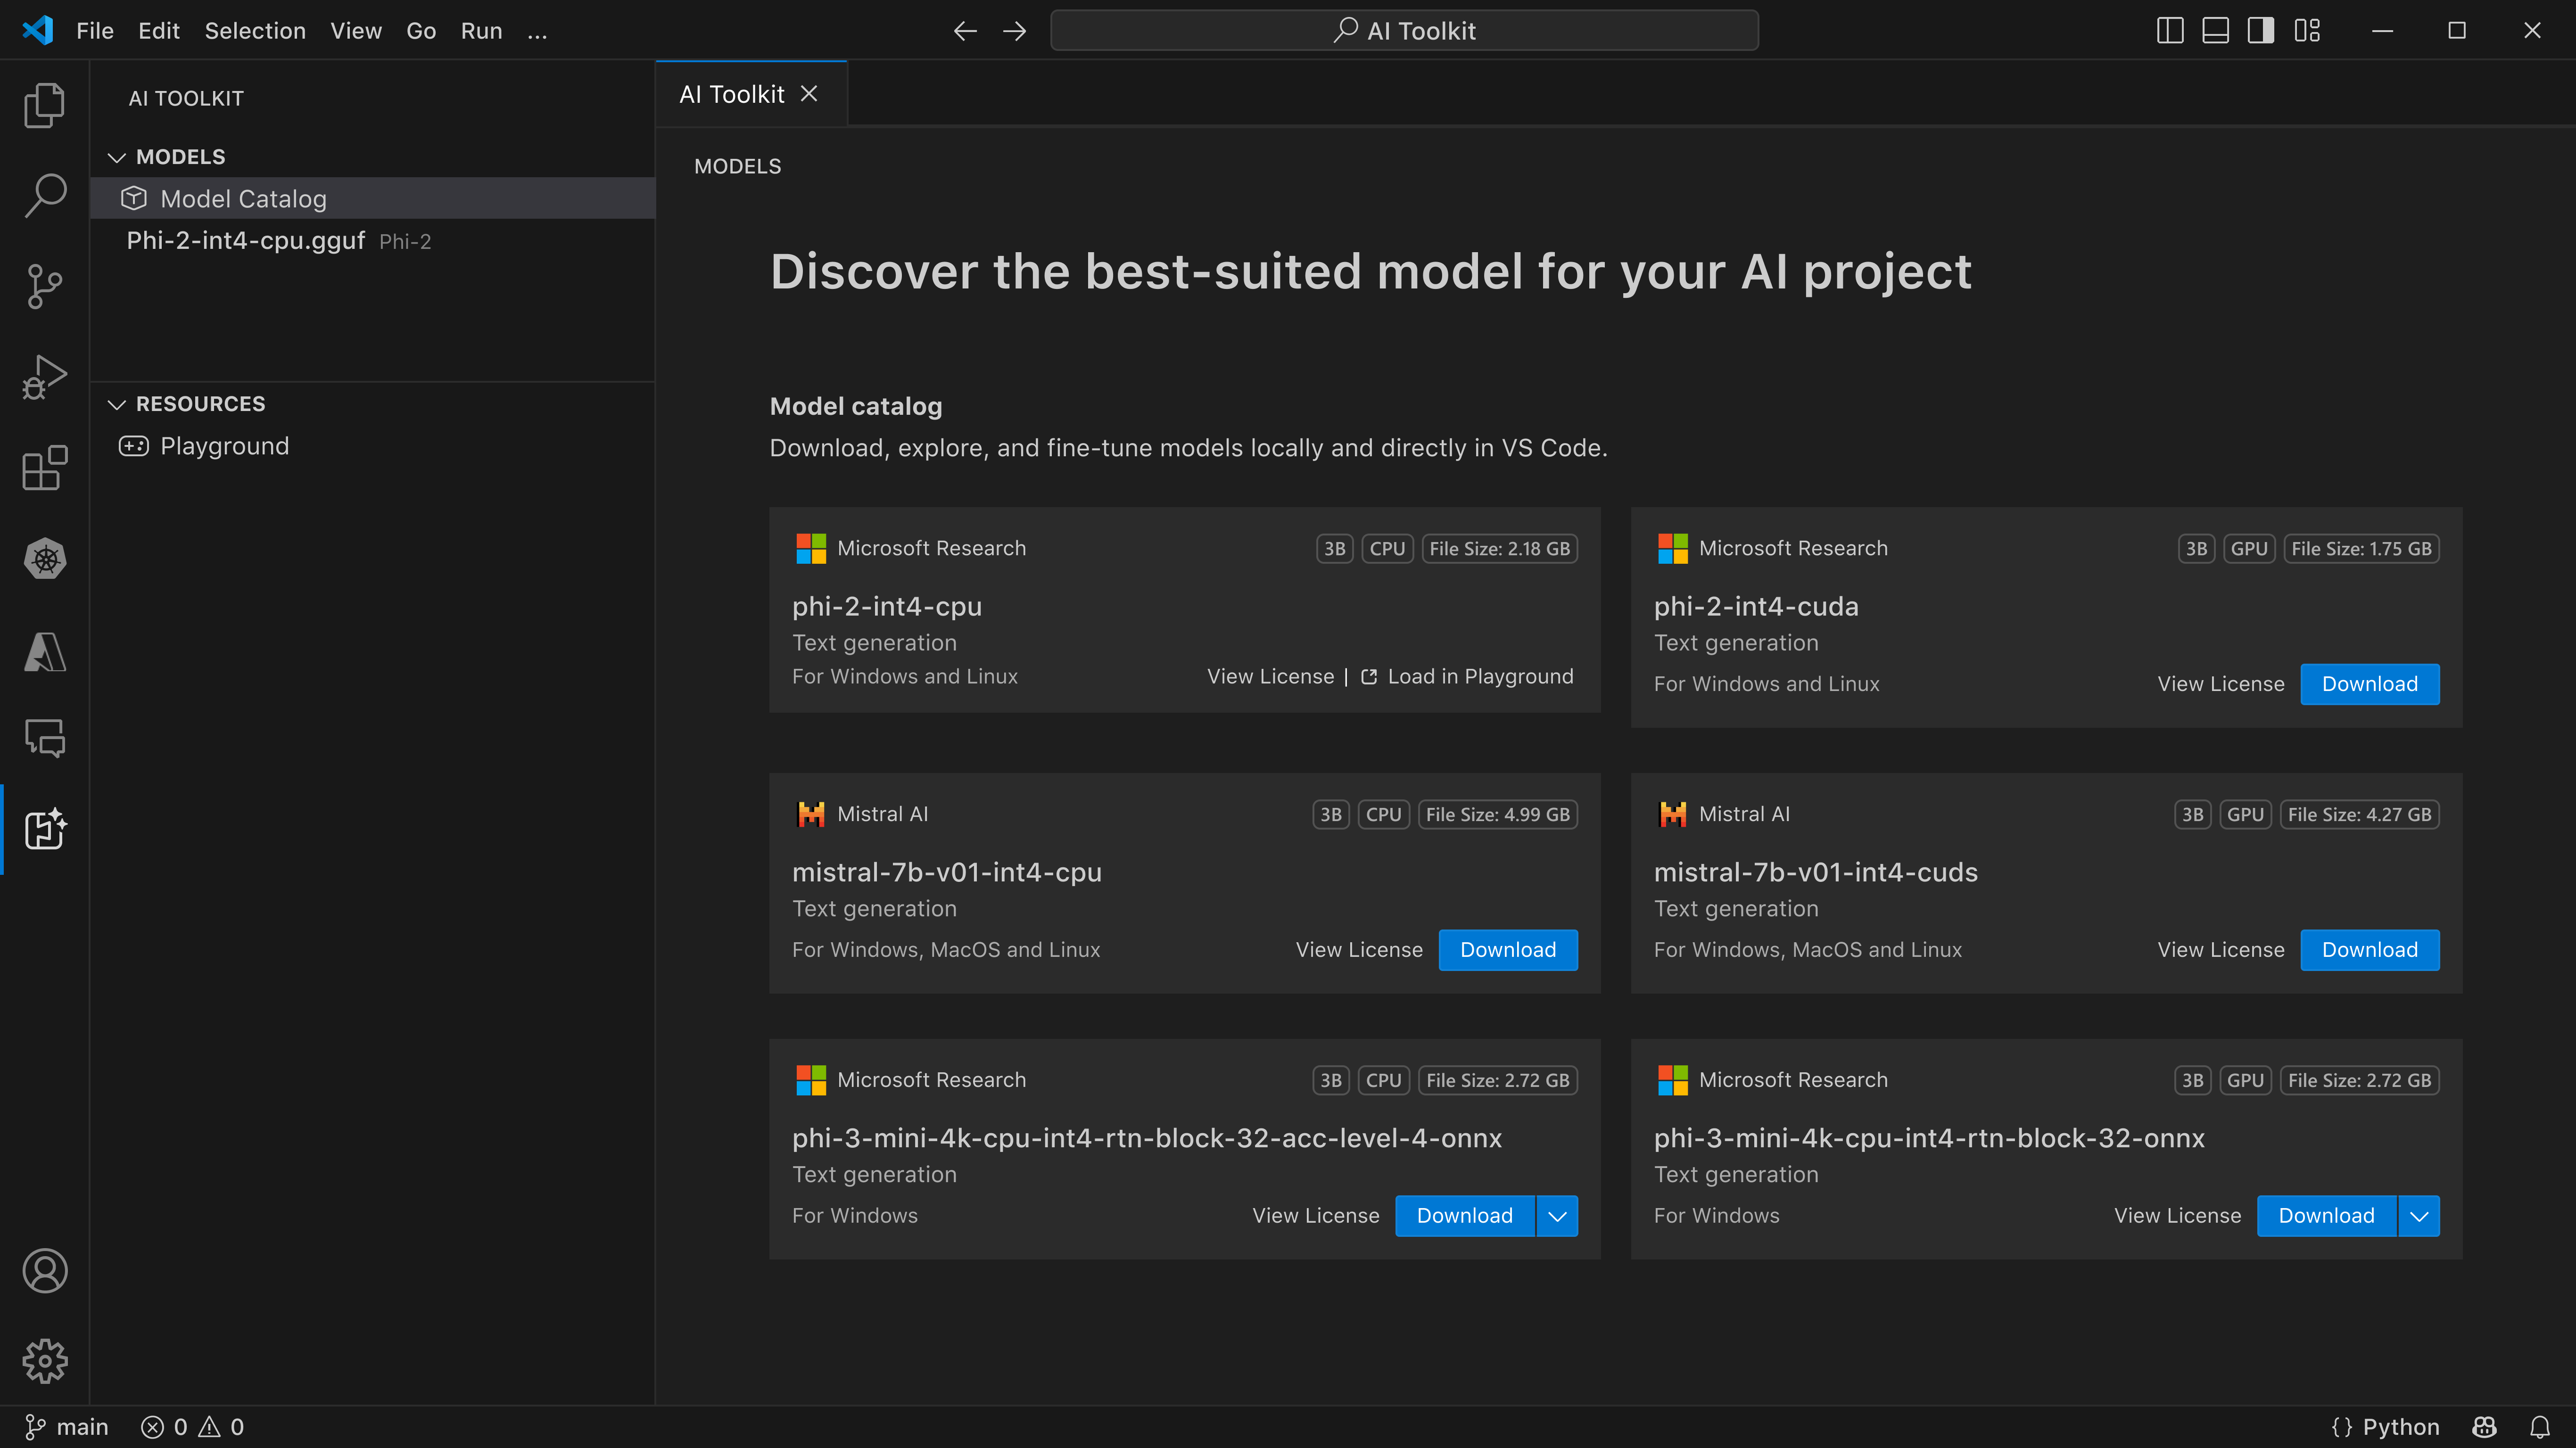 File Edit Selection View Go Run ...
AI Toolkit
AI TOOLKIT
MODELS
Model Catalog
Phi-2-int4-cpu.gguf Phi-2
RESOURCES
Playground
AI Toolkit
MODELS
Discover the best-suited model for your AI project
Model catalog
Download, explore, and fine-tune models locally and directly in VS Code.
Microsoft Research 3B CPU File Size: 2.18 GB
phi-2-int4-cpu
Text generation
For Windows and Linux View License | Load in Playground
Microsoft Research 3B GPU File Size: 1.75 GB
phi-2-int4-cuda
Text generation
For Windows and Linux View License Download
Mistral AI 3B CPU File Size: 4.99 GB
mistral-7b-v01-int4-cpu
Text generation
For Windows, MacOS and Linux View License Download
Mistral AI 3B GPU File Size: 4.27 GB
mistral-7b-v01-int4-cuds
Text generation
For Windows, MacOS and Linux View License Download
Microsoft Research 3B CPU File Size: 2.72 GB
phi-3-mini-4k-cpu-int4-rtn-block-32-acc-level-4-onnx
Text generation
For Windows View License Download
Microsoft Research 3B GPU File Size: 2.72 GB
phi-3-mini-4k-cpu-int4-rtn-block-32-onnx
Text generation
For Windows View License Download
main 0 0 {} Python